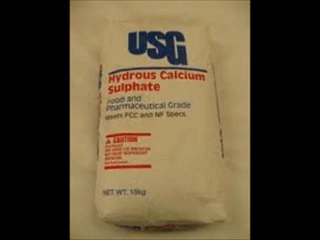 USG
Hydrous Calcium
Sulphate
Food and
Pharmaceutical Grade
Meets FCC and NF Specs.
CAUTION
NET WT. 15kg